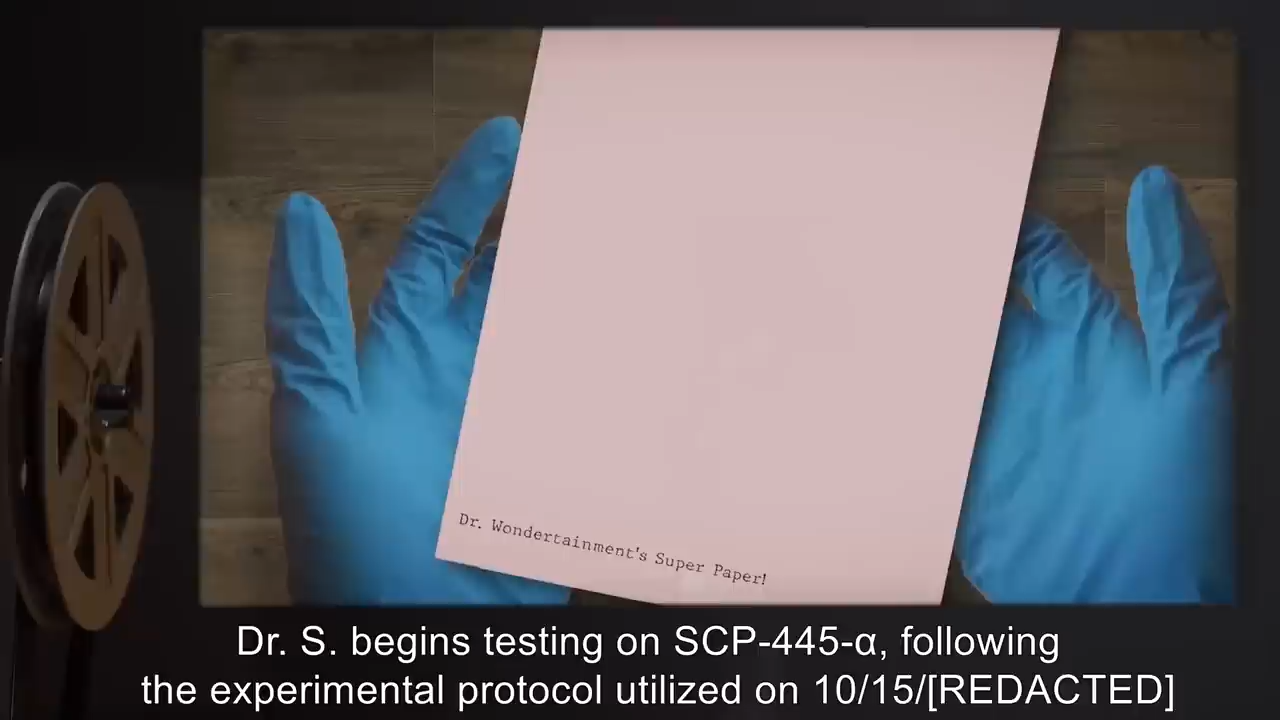 Dr. Wondertainment's Super Paper!
Dr. S. begins testing on SCP-445-α, following
the experimental protocol utilized on 10/15/[REDACTED]